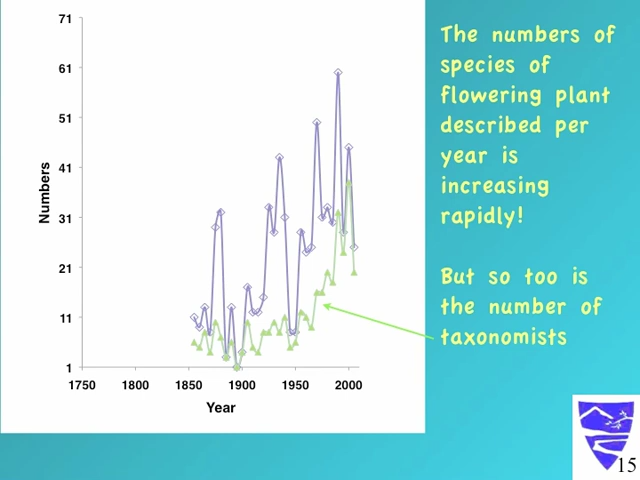 71
61
51
41
31
21
11
1
Numbers
1750 1800 1850 1900 1950 2000
Year
The numbers of
species of
flowering plant
described per
year is
increasing
rapidly!
But so too is
the number of
taxonomists
15